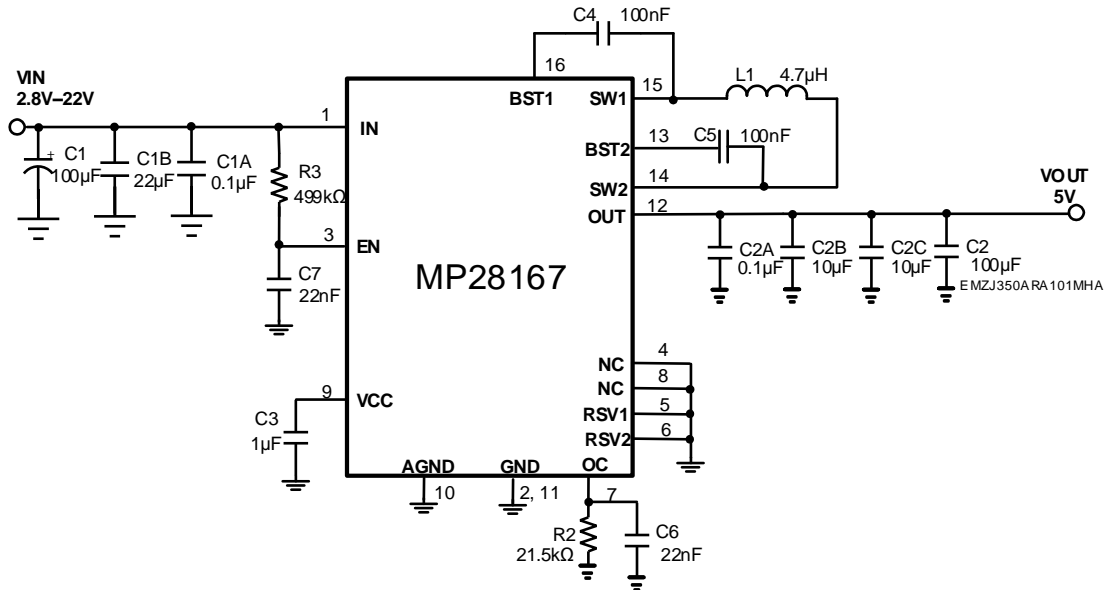 C4
100nF
16
BST1
VIN
2.8V–22V
1
IN
15
SW1
L1
4.7µH
+
C1
100µF
C1B
22µF
C1A
0.1µF
R3
499kΩ
13
BST2
C5
100nF
14
SW2
VOUT
5V
12
OUT
3
EN
C7
22nF
MP28167
C2A
0.1µF
C2B
10µF
C2C
10µF
C2
100µF
EMZJ350ARA101MHA
4
NC
8
NC
5
RSV1
6
RSV2
9
VCC
C3
1µF
AGND
10
GND
2, 11
OC
7
R2
21.5kΩ
C6
22nF